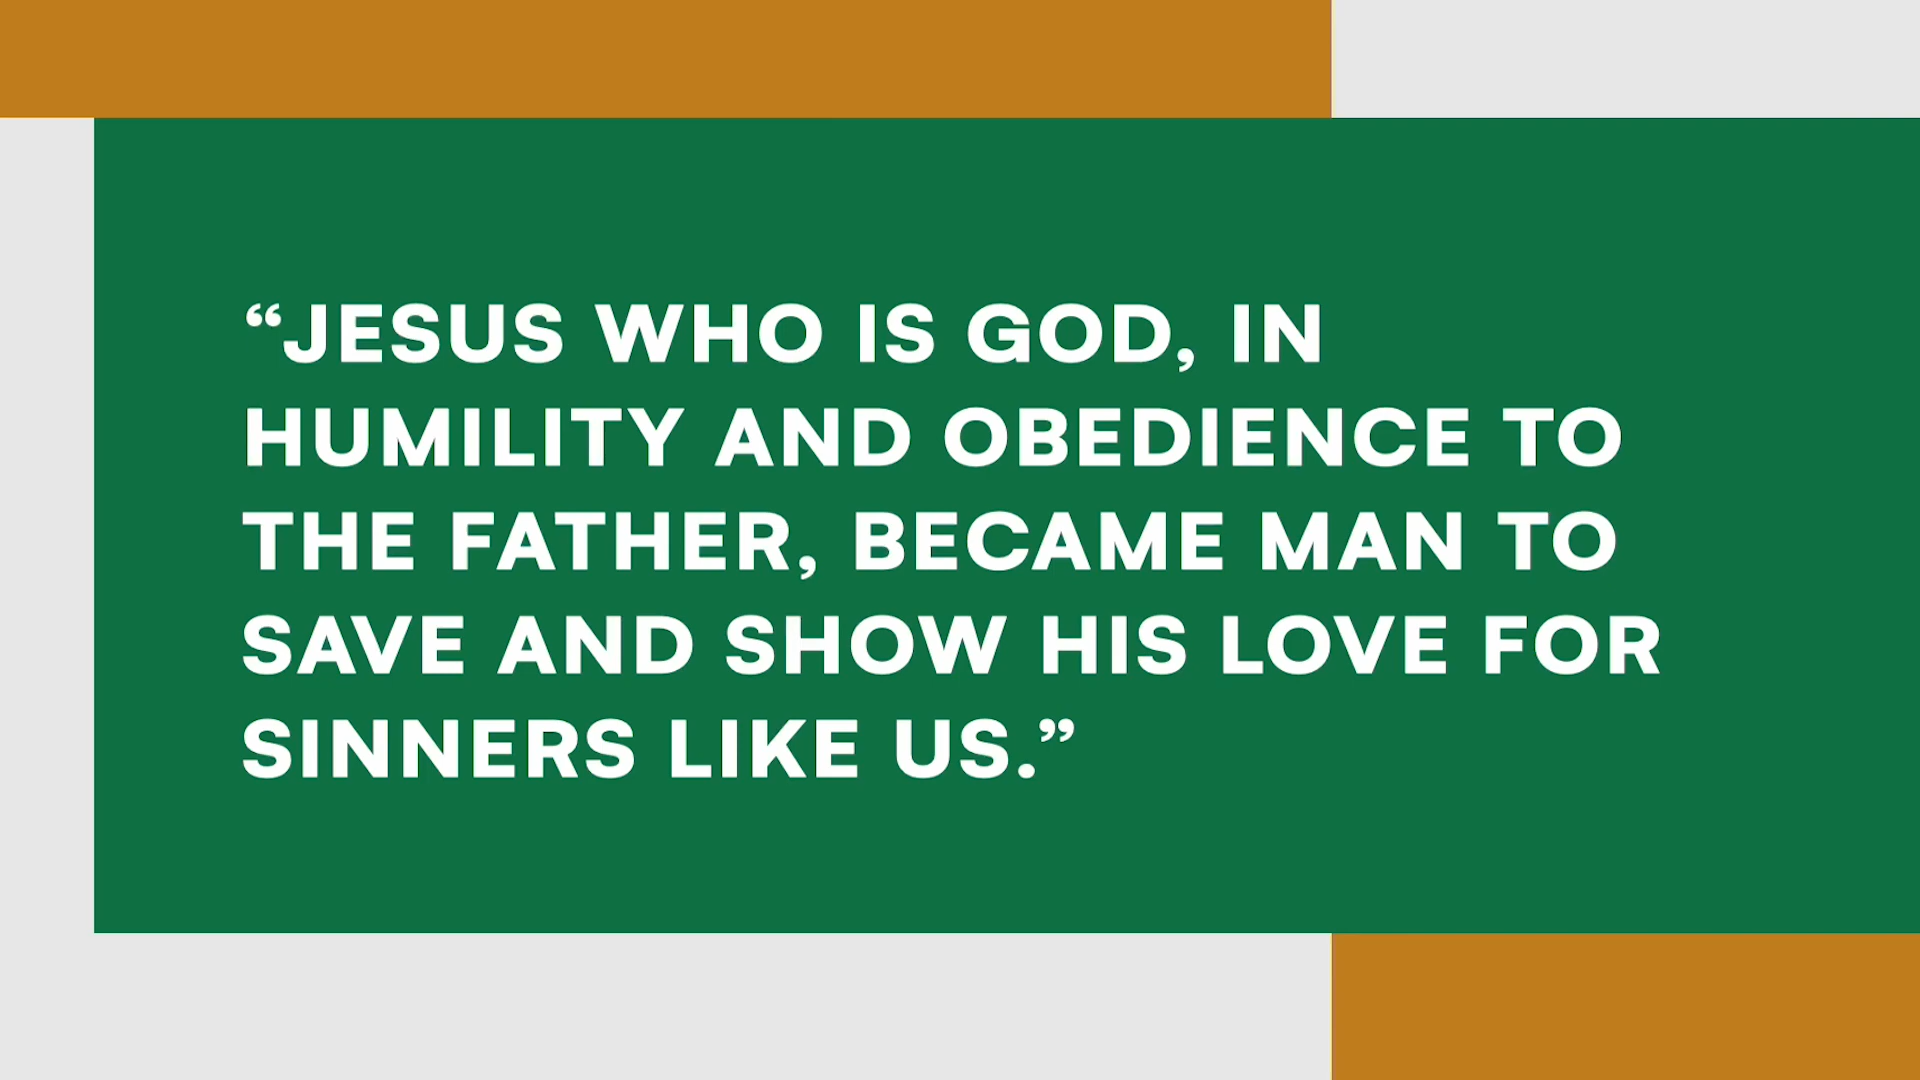 “JESUS WHO IS GOD, IN
HUMILITY AND OBEDIENCE TO
THE FATHER, BECAME MAN TO
SAVE AND SHOW HIS LOVE FOR
SINNERS LIKE US.”